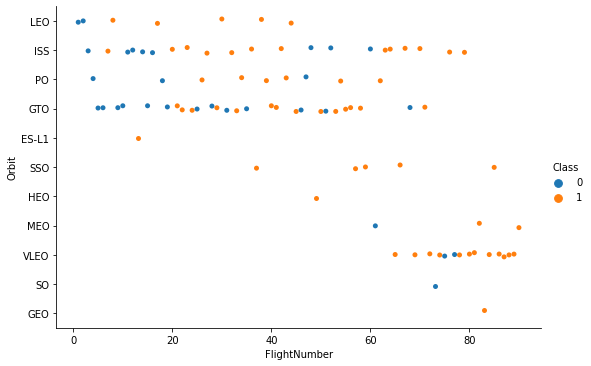 LEO
ISS
PO
GTO
ES-L1
SSO
HEO
MEO
VLEO
SO
GEO
Orbit
0 20 40 60 80
FlightNumber
Class
0
1